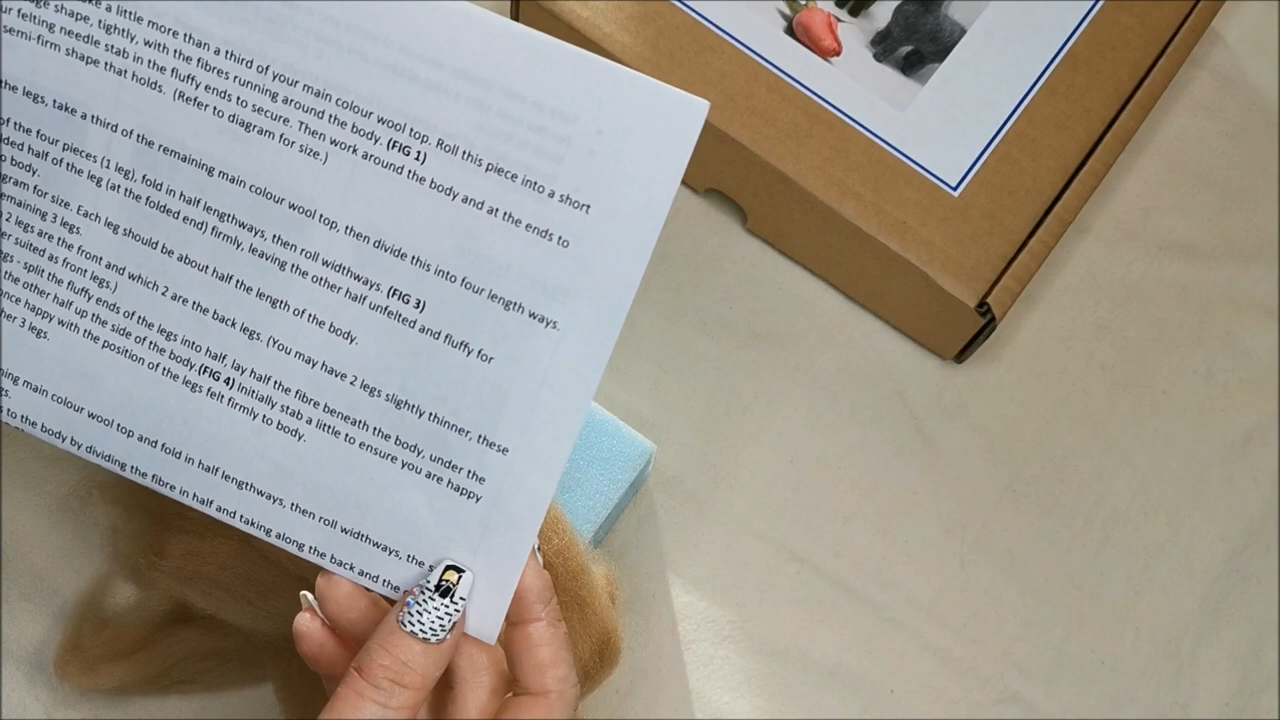 ke a little more than a third of your main colour wool top. Roll this piece into a short
ge shape, tightly, with the fibres running around the body. (FIG 1)
ur felting needle stab in the fluffy ends to secure. Then work around the body and at the ends to
semi-firm shape that holds. (Refer to diagram for size.)
the legs, take a third of the remaining main colour wool top, then divide this into four length ways.
of the four pieces (1 leg), fold in half lengthways, then roll widthways. (FIG 3)
ded half of the leg (at the folded end) firmly, leaving the other half unfelted and fluffy for
o body.
gram for size. Each leg should be about half the length of the body.
emaining 3 legs.
2 legs are the front and which 2 are the back legs. (You may have 2 legs slightly thinner, these
er suited as front legs.)
egs - split the fluffy ends of the legs into half, lay half the fibre beneath the body, under the
the other half up the side of the body. (FIG 4) Initially stab a little to ensure you are happy
once happy with the position of the legs felt firmly to body.
her 3 legs.
ning main colour wool top and fold in half lengthways, then roll widthways, the s
gs.
s to the body by dividing the fibre in half and taking along the back and the